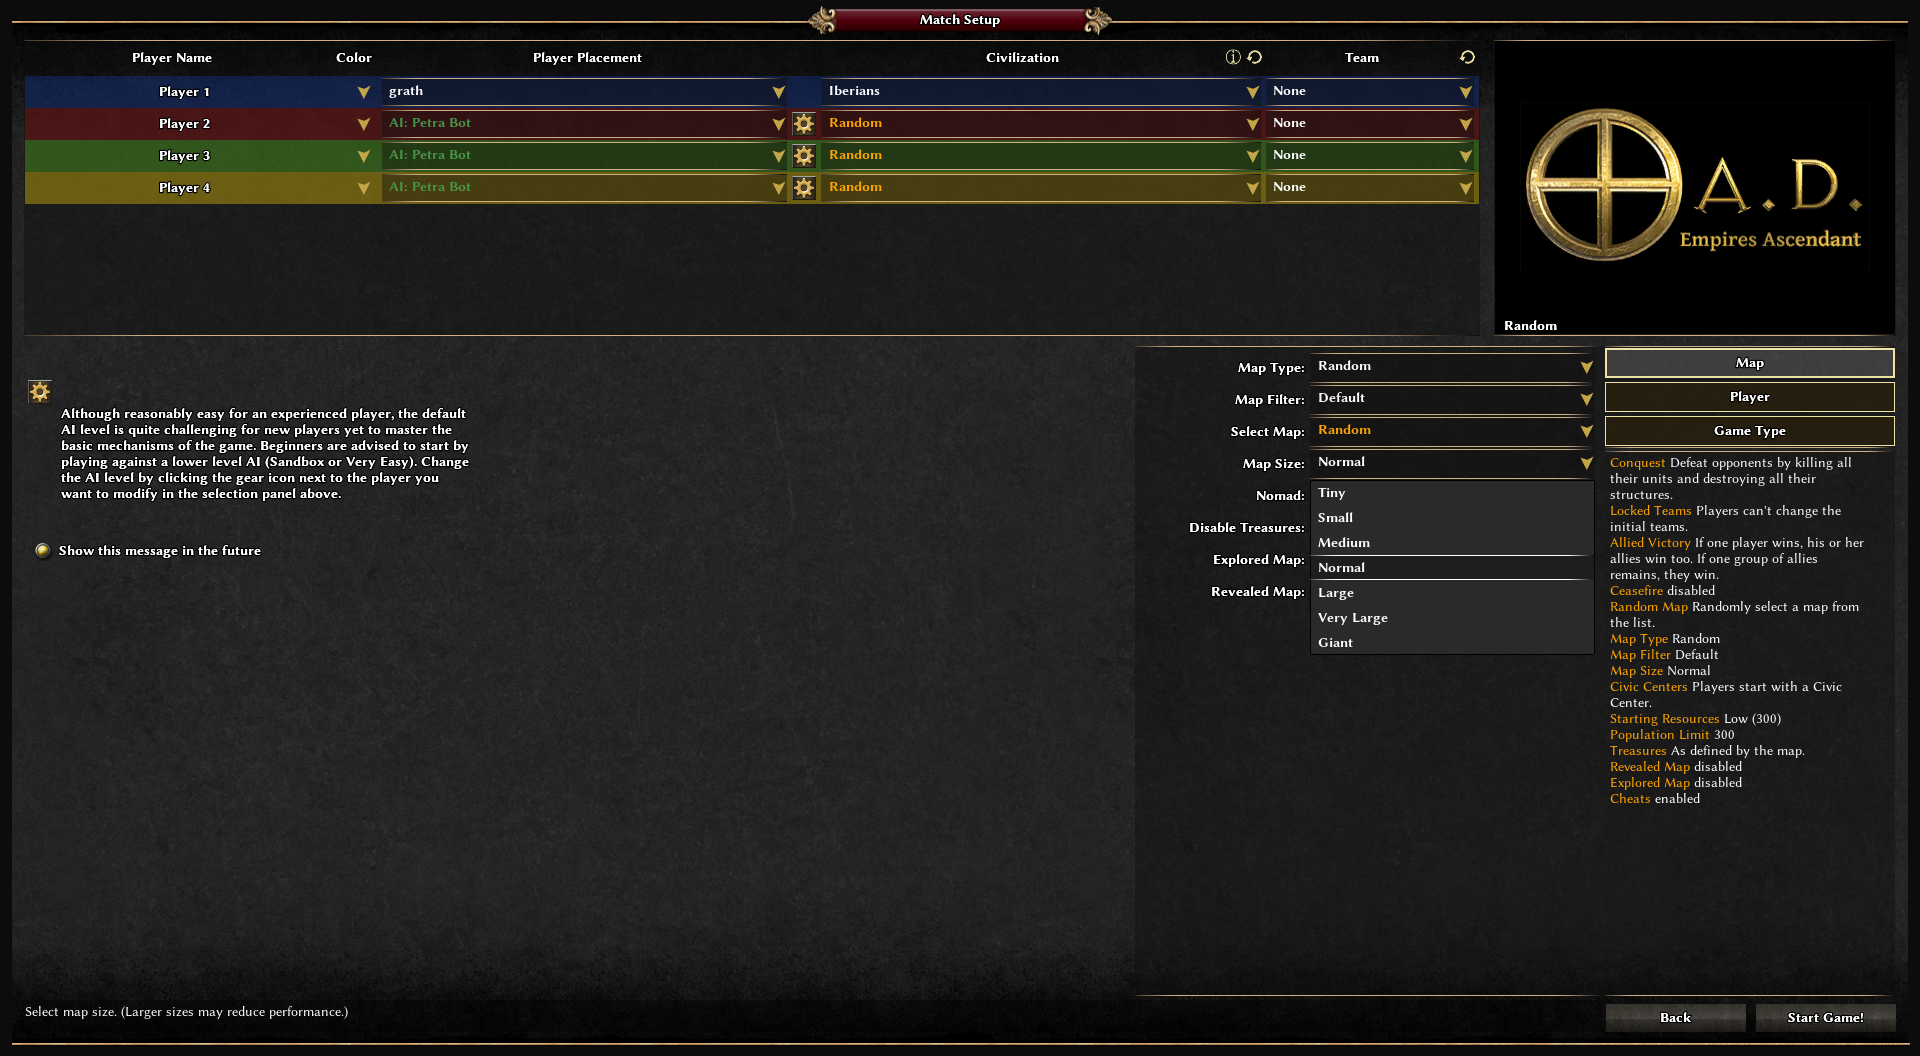 Match Setup
Player Name Color Player Placement Civilization Team
Player 1 grath Iberians None
Player 2 AI: Petra Bot Random None
Player 3 AI: Petra Bot Random None
Player 4 AI: Petra Bot Random None
A. D.
Empires Ascendant
Random
Although reasonably easy for an experienced player, the default
AI level is quite challenging for new players yet to master the
basic mechanisms of the game. Beginners are advised to start by
playing against a lower level AI (Sandbox or Very Easy). Change
the AI level by clicking the gear icon next to the player you
want to modify in the selection panel above.
Show this message in the future
Map Type: Random
Map Filter: Default
Select Map: Random
Map Size: Normal
Nomad:
Disable Treasures:
Explored Map:
Revealed Map:
Tiny
Small
Medium
Normal
Large
Very Large
Giant
Map
Player
Game Type
Conquest Defeat opponents by killing all
their units and destroying all their
structures.
Locked Teams Players can't change the
initial teams.
Allied Victory If one player wins, his or her
allies win too. If one group of allies
remains, they win.
Ceasefire disabled
Random Map Randomly select a map from
the list.
Map Type Random
Map Filter Default
Map Size Normal
Civic Centers Players start with a Civic
Center.
Starting Resources Low (300)
Population Limit 300
Treasures As defined by the map.
Revealed Map disabled
Explored Map disabled
Cheats enabled
Select map size. (Larger sizes may reduce performance.)
Back
Start Game!